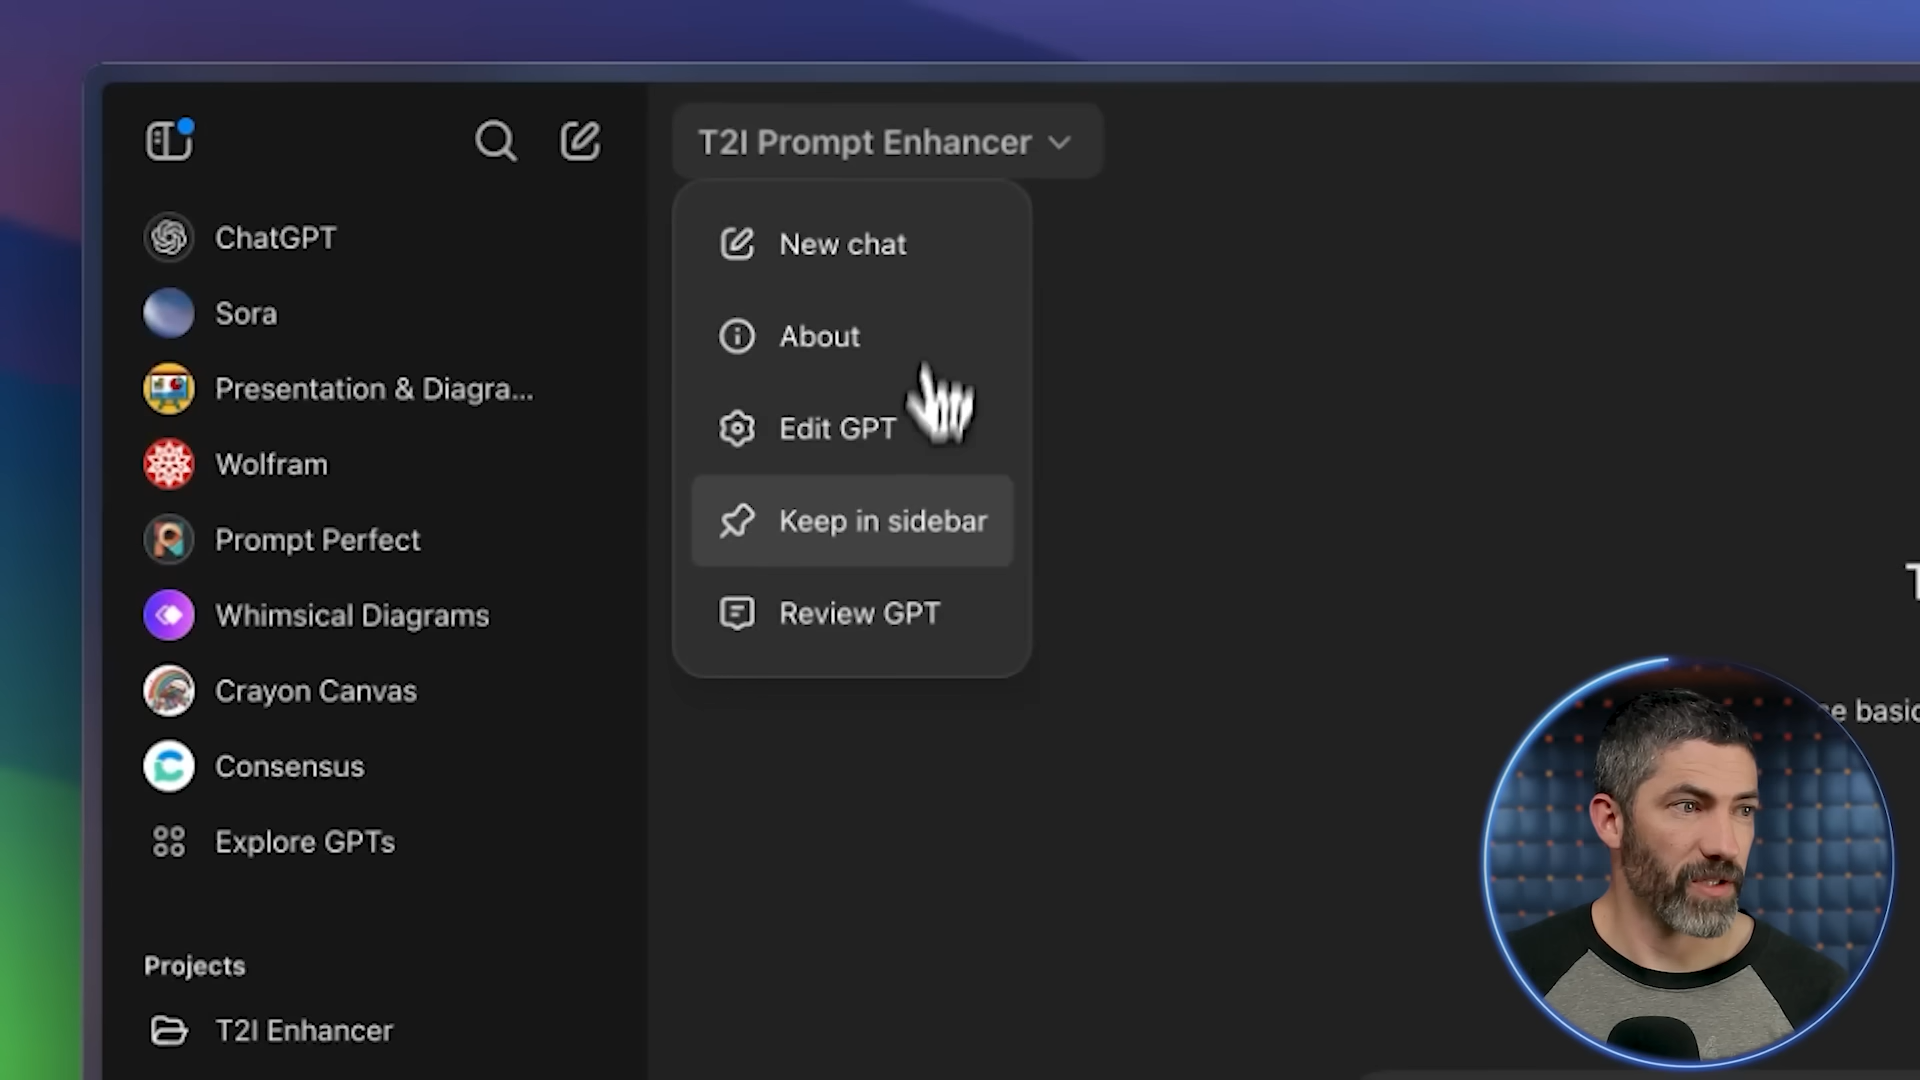 T2I Prompt Enhancer
New chat
About
Edit GPT
Keep in sidebar
Review GPT
ChatGPT
Sora
Presentation & Diagra...
Wolfram
Prompt Perfect
Whimsical Diagrams
Crayon Canvas
Consensus
Explore GPTs
Projects
T2I Enhancer
basic